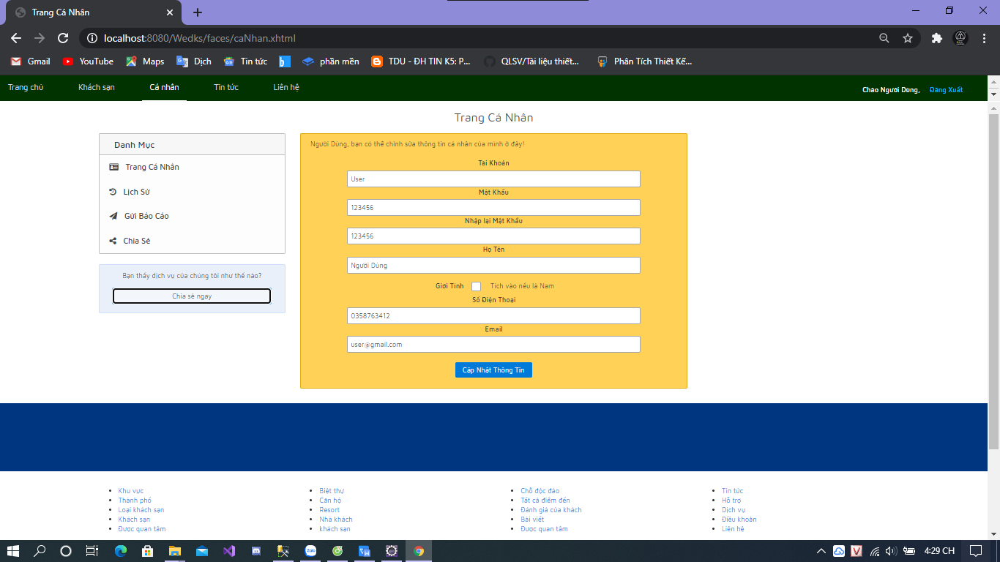 Trang Cá Nhân
localhost:8080/Wedks/faces/caNhan.xhtml
Gmail YouTube Maps Dịch Tin tức phần mền TDU - ĐH TIN K5: P... QLSV/Tài liệu thiết... Phân Tích Thiết Kế...
Trang chủ Khách sạn Cá nhân Tin tức Liên hệ Chào Người Dùng, Đăng Xuất
Trang Cá Nhân
Danh Mục
Trang Cá Nhân
Lịch Sử
Gửi Báo Cáo
Chia Sẻ
Bạn thấy dịch vụ của chúng tôi như thế nào?
Chia sẻ ngay
Người Dùng, bạn có thể chỉnh sửa thông tin cá nhân của mình ở đây!
Tài Khoản
User
Mật Khẩu
123456
Nhập lại Mật Khẩu
123456
Họ Tên
Người Dùng
Giới Tính Tích vào nếu là Nam
Số Điện Thoại
0358763412
Email
user@gmail.com
Cập Nhật Thông Tin
Khu vực
Thành phố
Loại khách sạn
Khách sạn
Được quan tâm
Biệt thự
Căn hộ
Resort
Nhà khách
khách sạn
Chỗ độc đáo
Tất cả điểm đến
Đánh giá của khách
Bài viết
Được quan tâm
Tin tức
Hỗ trợ
Dịch vụ
Điều khoản
Liên hệ
Zalo
4:29 CH